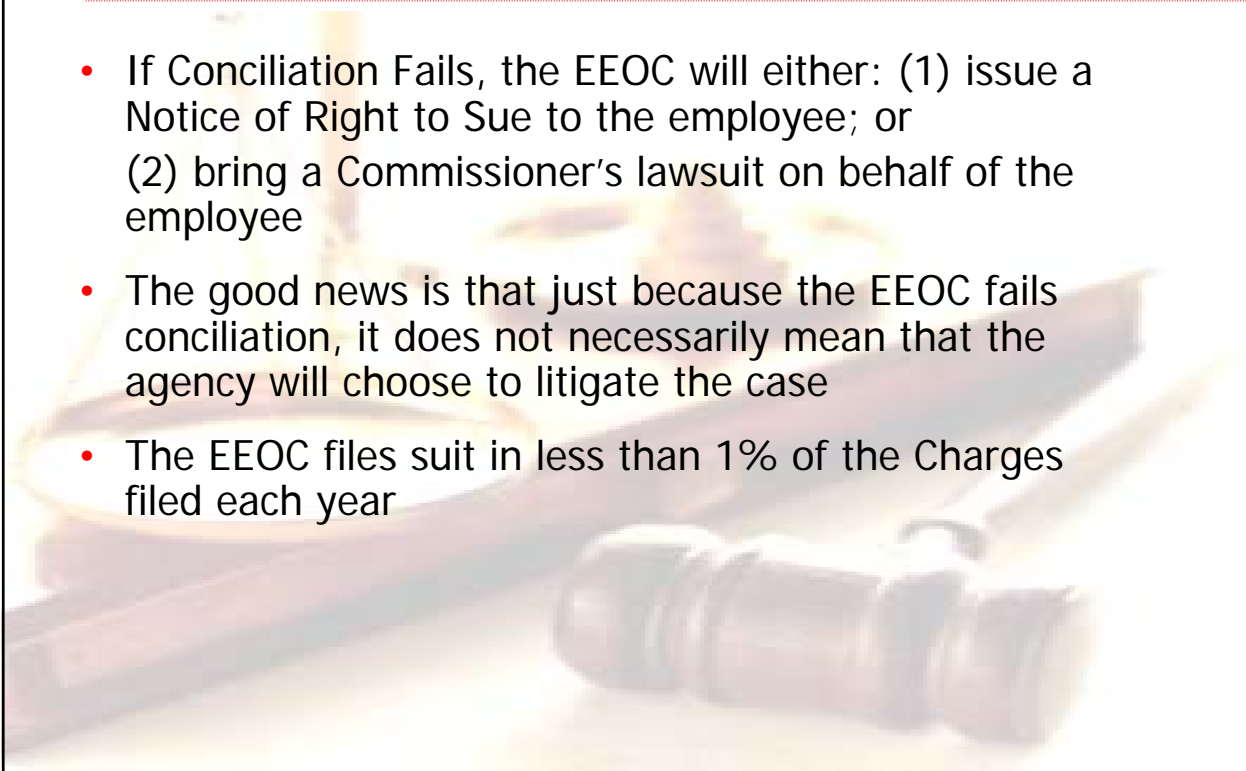 • If Conciliation Fails, the EEOC will either: (1) issue a
Notice of Right to Sue to the employee; or
(2) bring a Commissioner’s lawsuit on behalf of the
employee
• The good news is that just because the EEOC fails
conciliation, it does not necessarily mean that the
agency will choose to litigate the case
• The EEOC files suit in less than 1% of the Charges
filed each year